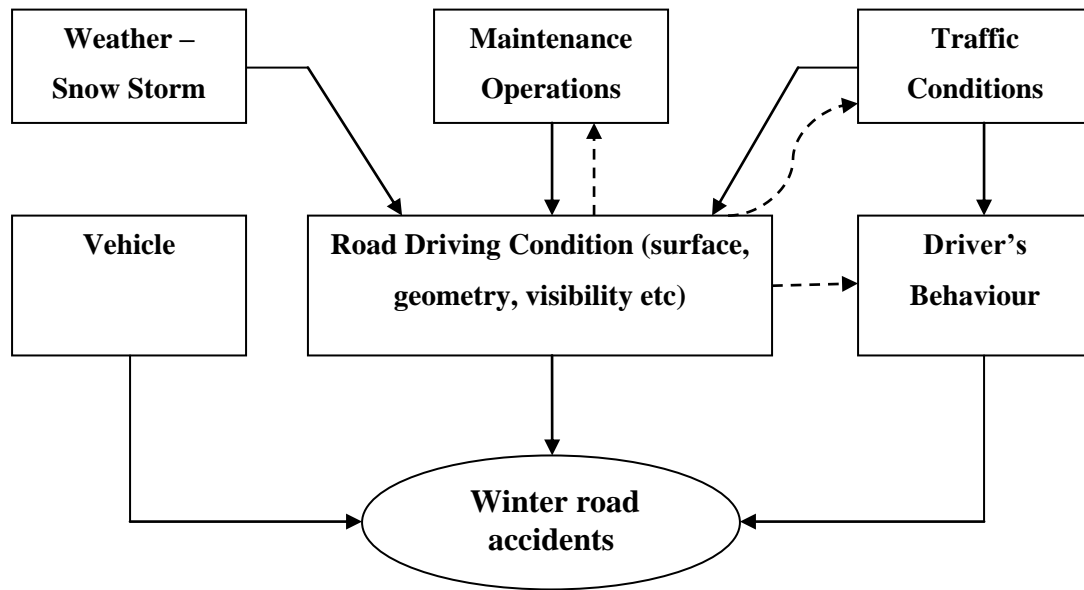 Weather –
Snow Storm
Maintenance
Operations
Traffic
Conditions
Vehicle
Road Driving Condition (surface,
geometry, visibility etc)
Driver’s
Behaviour
Winter road
accidents